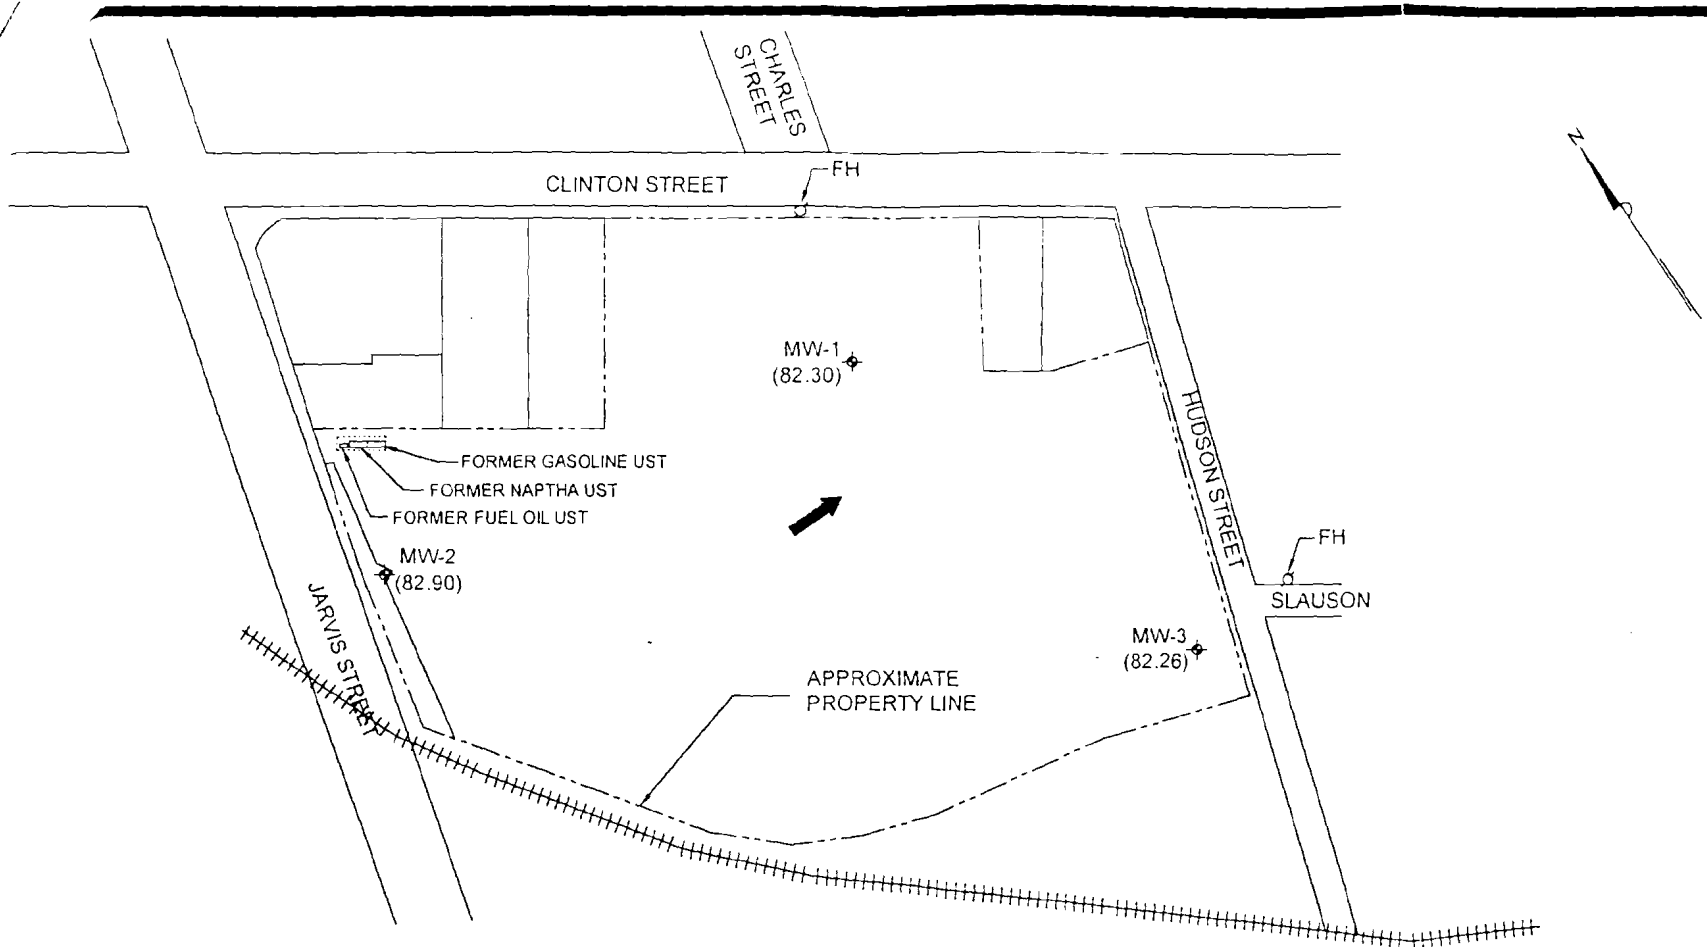 CHARLES
STREET
N
CLINTON STREET
FH
MW-1
(82.30)
HUDSON STREET
FORMER GASOLINE UST
FORMER NAPTHA UST
FORMER FUEL OIL UST
FH
MW-2
(82.90)
SLAUSON
JARVIS STREET
MW-3
(82.26)
APPROXIMATE
PROPERTY LINE